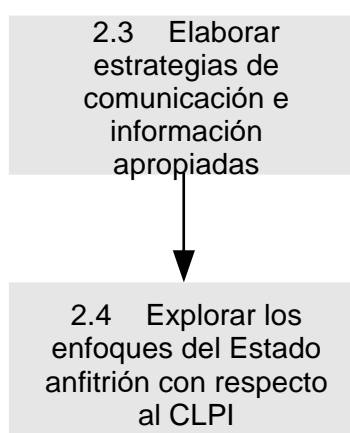 2.3 Elaborar
estrategias de
comunicación e
información
apropiadas
2.4 Explorar los
enfoques del Estado
anfitrión con respecto
al CLPI